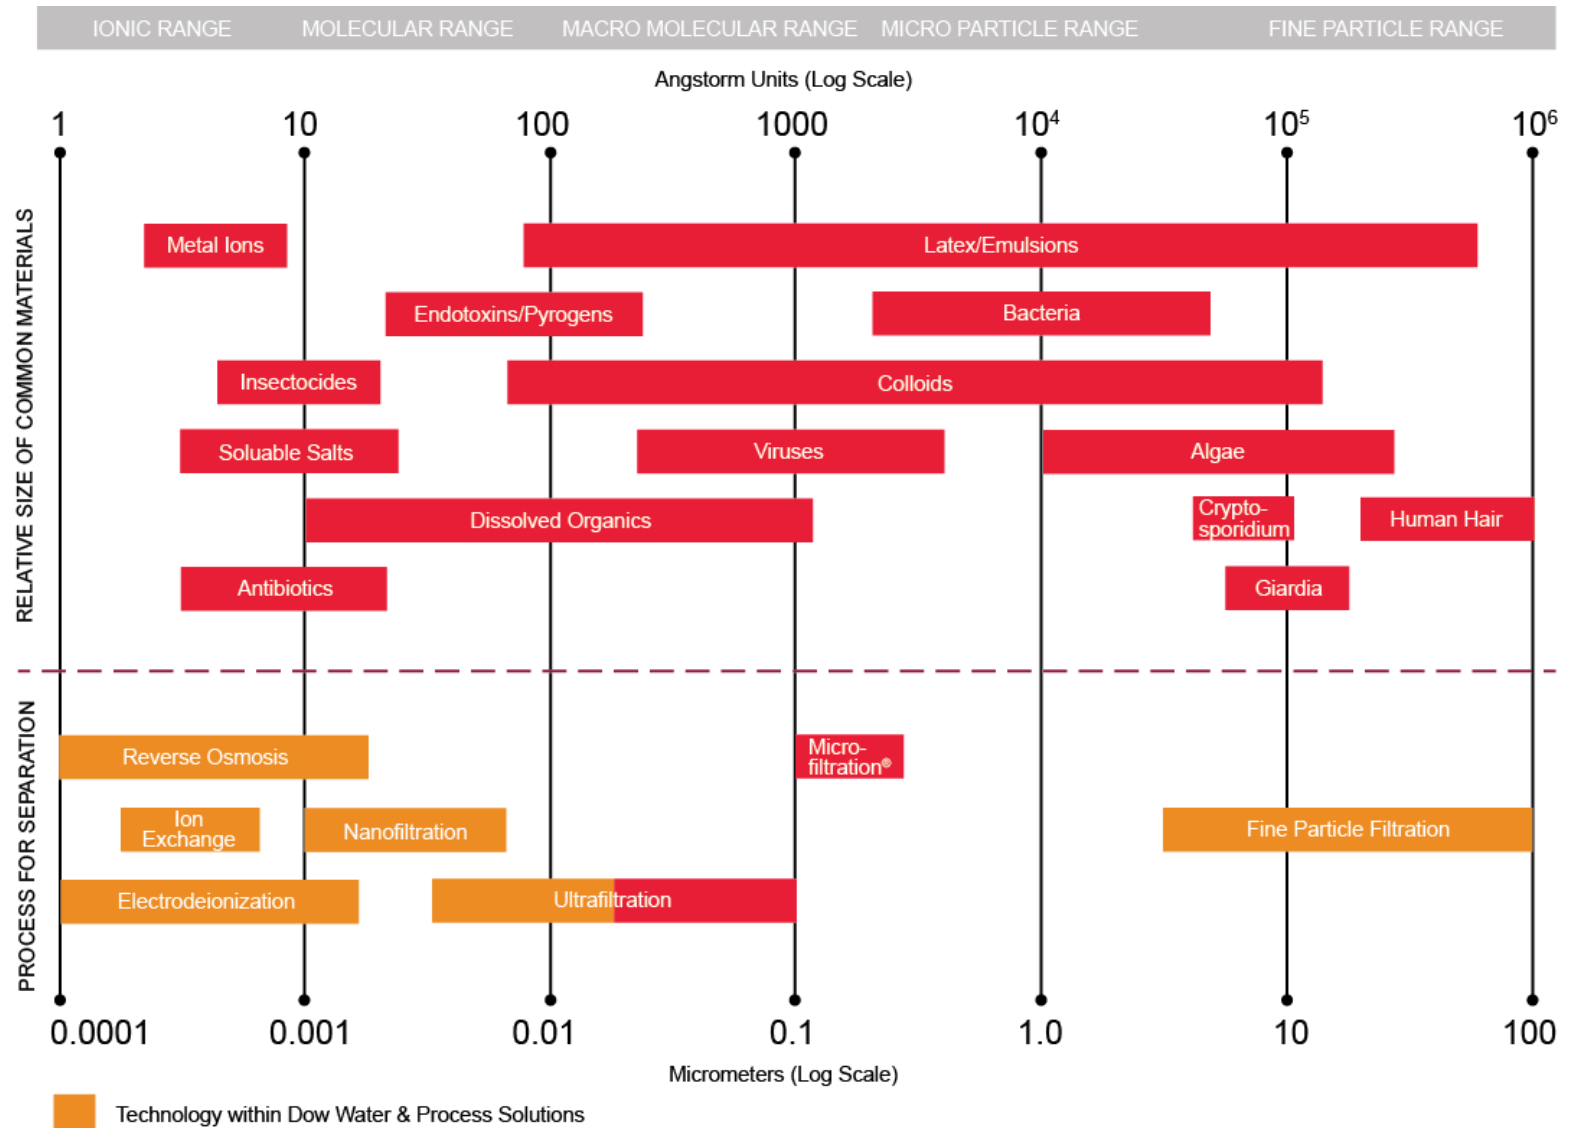 IONIC RANGE MOLECULAR RANGE MACRO MOLECULAR RANGE MICRO PARTICLE RANGE FINE PARTICLE RANGE
Angstorm Units (Log Scale)
1 10 100 1000 10⁴ 10⁵ 10⁶
RELATIVE SIZE OF COMMON MATERIALS
Metal Ions Latex/Emulsions
Endotoxins/Pyrogens Bacteria
Insectocides Colloids
Soluable Salts Viruses Algae
Dissolved Organics
Crypto-
sporidium
Human Hair
Antibiotics Giardia
PROCESS FOR SEPARATION
Reverse Osmosis
Micro-
filtration®
Ion
Exchange
Nanofiltration Fine Particle Filtration
Electrodeionization Ultrafiltration
0.0001 0.001 0.01 0.1 1.0 10 100
Micrometers (Log Scale)
Technology within Dow Water & Process Solutions